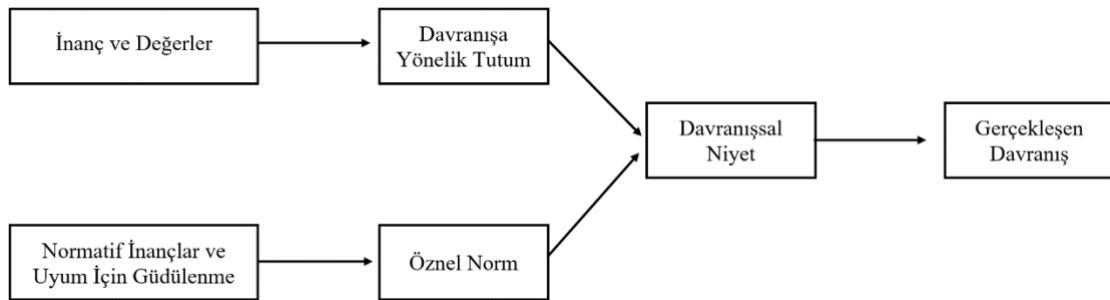 İnanç ve Değerler
Davranışa
Yönelik Tutum
Davranışsal
Niyet
Gerçekleşen
Davranış
Normatif İnançlar ve
Uyum İçin Güdülenme
Öznel Norm